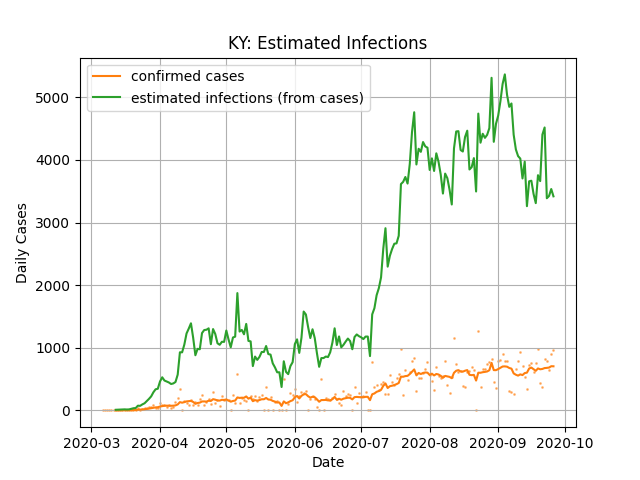 KY: Estimated Infections
confirmed cases
estimated infections (from cases)
Daily Cases
5000
4000
3000
2000
1000
0
2020-03 2020-04 2020-05 2020-06 2020-07 2020-08 2020-09 2020-10
Date